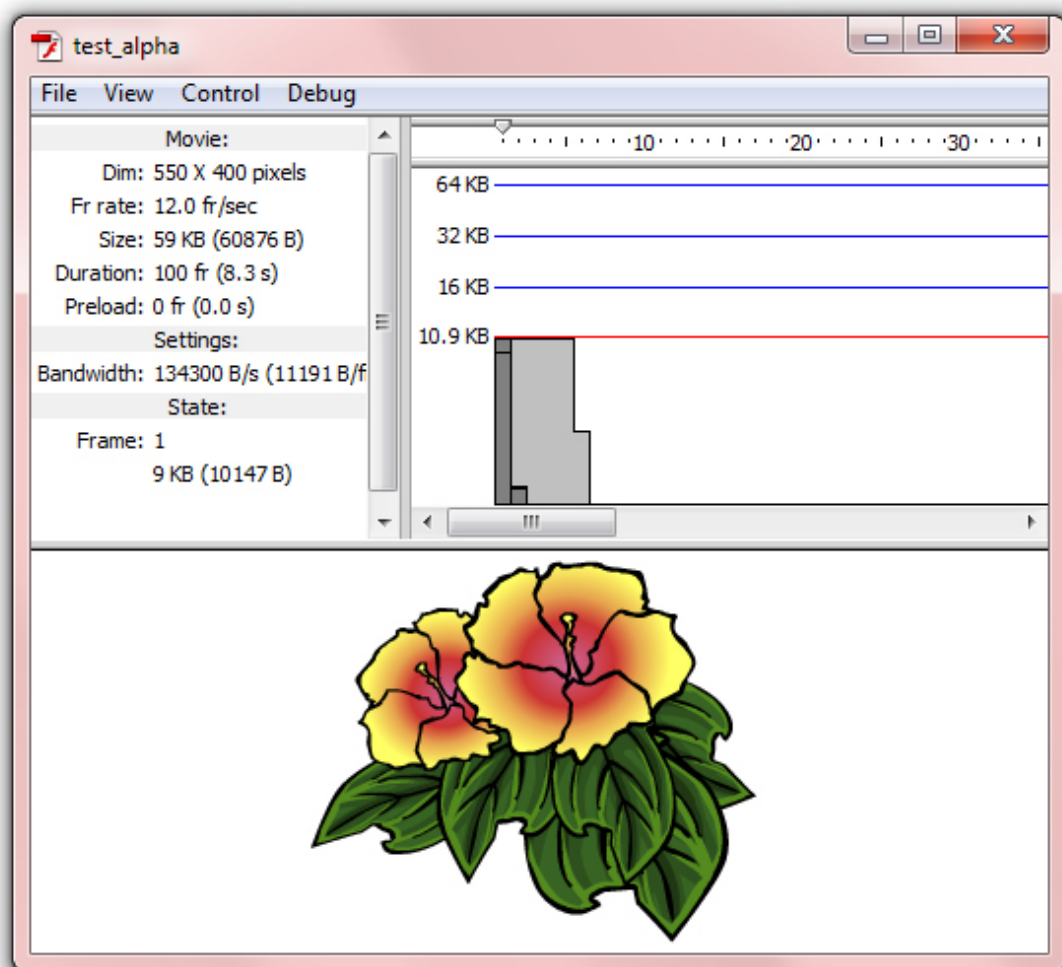 test_alpha
File View Control Debug
Movie:
Dim: 550 X 400 pixels
Fr rate: 12.0 fr/sec
Size: 59 KB (60876 B)
Duration: 100 fr (8.3 s)
Preload: 0 fr (0.0 s)
Settings:
Bandwidth: 134300 B/s (11191 B/f
State:
Frame: 1
9 KB (10147 B)
10 20 30
64 KB
32 KB
16 KB
10.9 KB